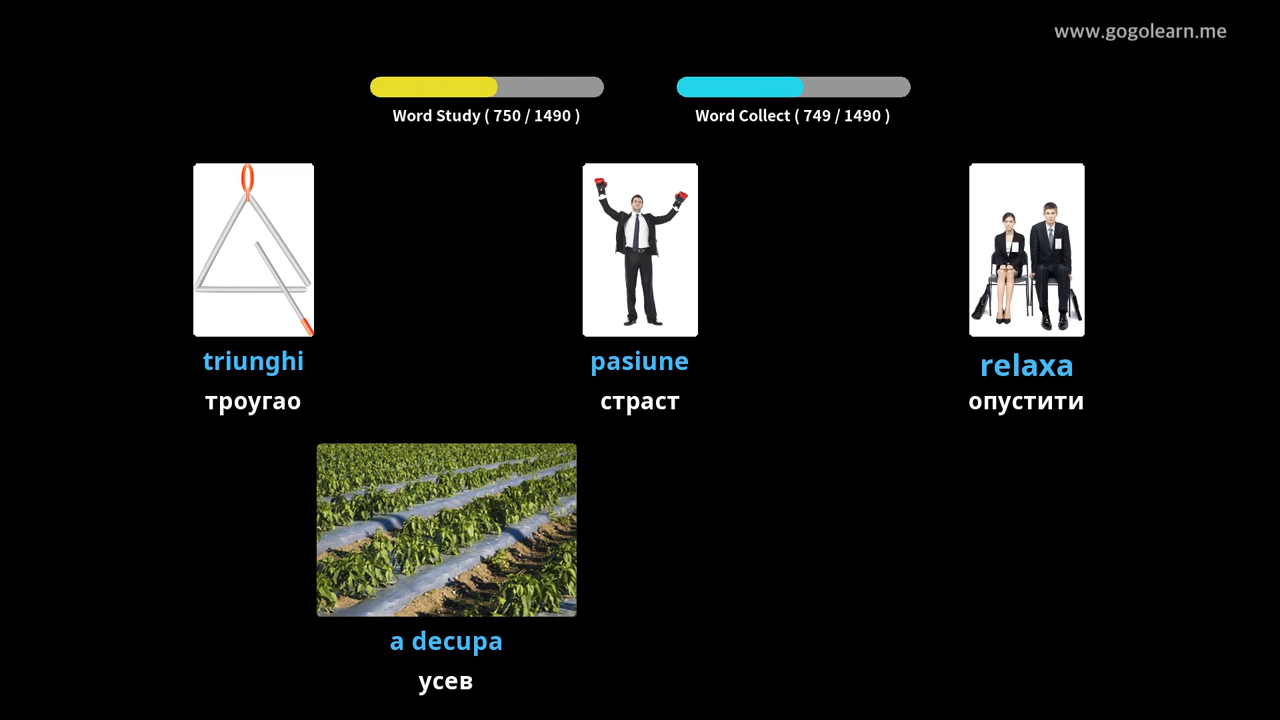 www.gogolearn.me
Word Study ( 750 / 1490 )
Word Collect ( 749 / 1490 )
triunghi
троугао
pasiune
страст
relaxa
опустити
a decupa
усев